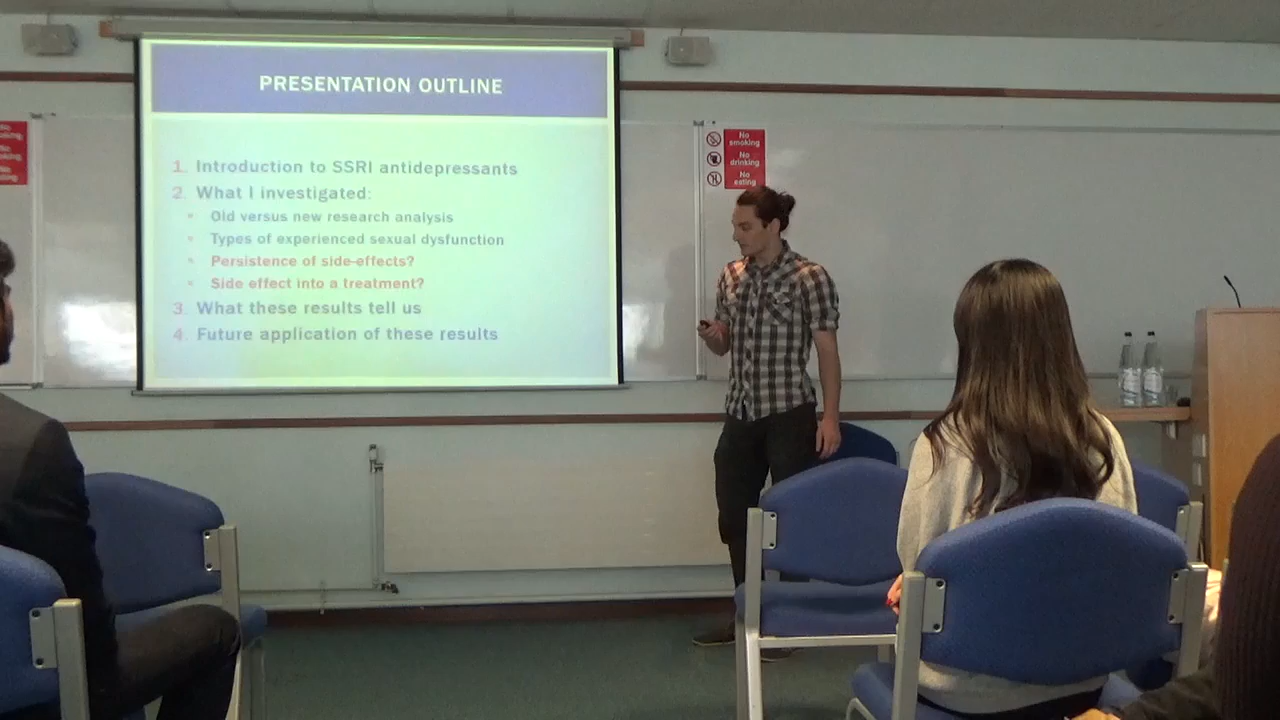 PRESENTATION OUTLINE
1. Introduction to SSRI antidepressants
2. What I investigated:
• Old versus new research analysis
• Types of experienced sexual dysfunction
• Persistence of side-effects?
• Side effect into a treatment?
3. What these results tell us
4. Future application of these results
No
smoking
No
drinking
No
eating